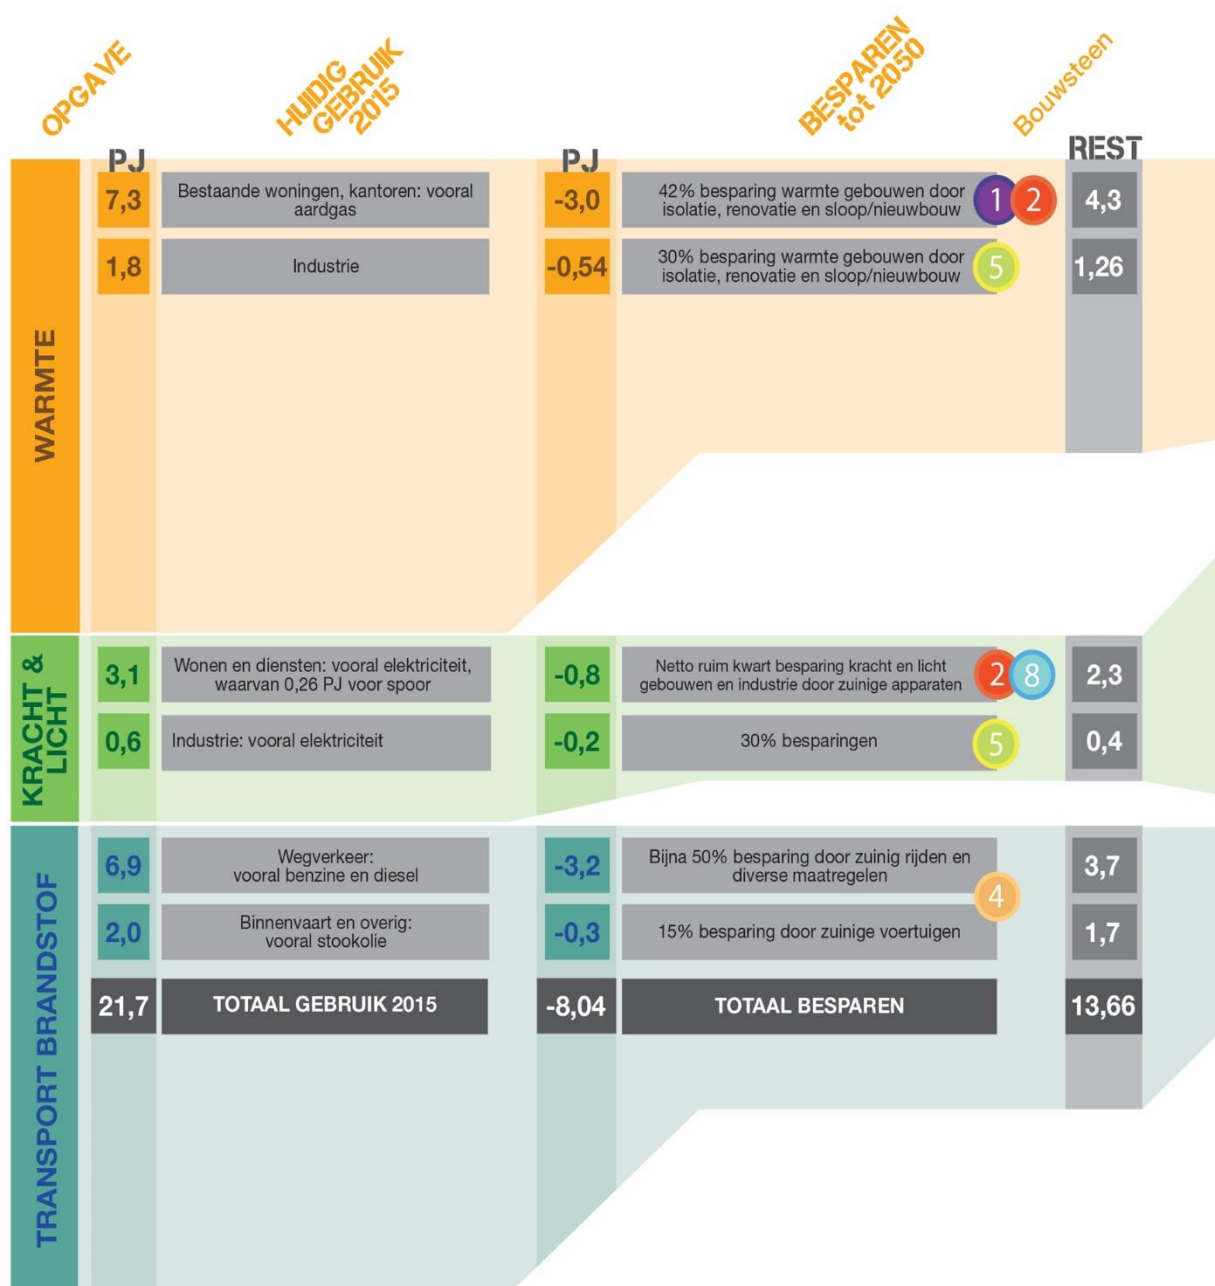 OPGAVE
HUIDIG
GEBRUIK
2015
BESPAREN
tot 2050
Bouwsteen
PJ
PJ
REST
WARMTE
7,3
Bestaande woningen, kantoren: vooral
aardgas
-3,0
42% besparing warmte gebouwen door
isolatie, renovatie en sloop/nieuwbouw
1
2
4,3
1,8
Industrie
-0,54
30% besparing warmte gebouwen door
isolatie, renovatie en sloop/nieuwbouw
5
1,26
KRACHT &
LICHT
3,1
Wonen en diensten: vooral elektriciteit,
waarvan 0,26 PJ voor spoor
-0,8
Netto ruim kwart besparing kracht en licht
gebouwen en industrie door zuinige apparaten
2
8
2,3
0,6
Industrie: vooral elektriciteit
-0,2
30% besparingen
5
0,4
TRANSPORT BRANDSTOF
6,9
Wegverkeer:
vooral benzine en diesel
-3,2
Bijna 50% besparing door zuinig rijden en
diverse maatregelen
4
3,7
2,0
Binnenvaart en overig:
vooral stookolie
-0,3
15% besparing door zuinige voertuigen
1,7
21,7
TOTAAL GEBRUIK 2015
-8,04
TOTAAL BESPAREN
13,66